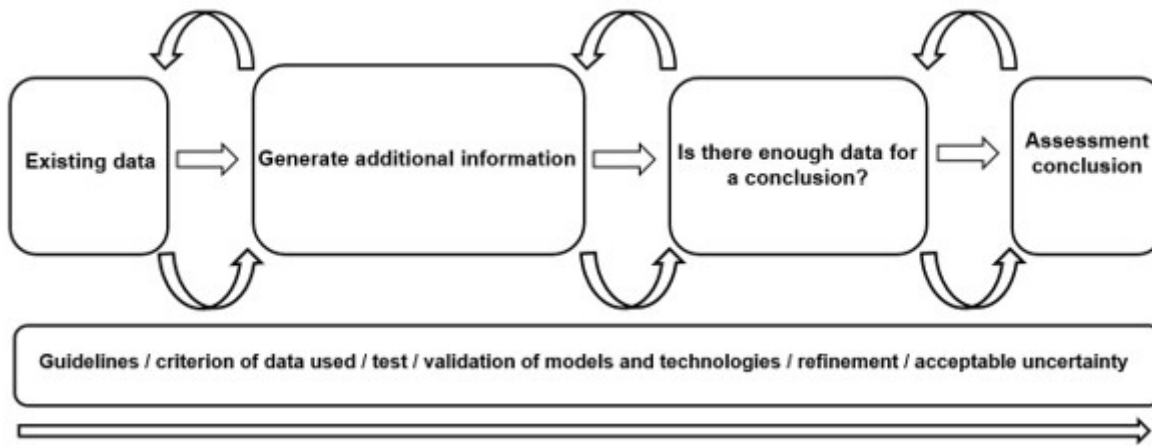 Existing data
Generate additional information
Is there enough data for
a conclusion?
Assessment
conclusion
Guidelines / criterion of data used / test / validation of models and technologies / refinement / acceptable uncertainty